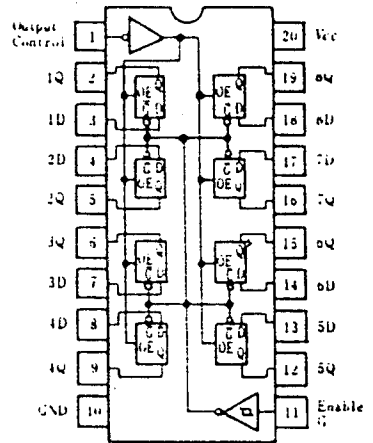 Output Control 1 20 Vcc
1Q 2 19 8Q
1D 3 18 8D
2D 4 17 7D
2Q 5 16 7Q
3Q 6 15 6Q
3D 7 14 6D
4D 8 13 5D
4Q 9 12 5Q
GND 10 11 Enable G